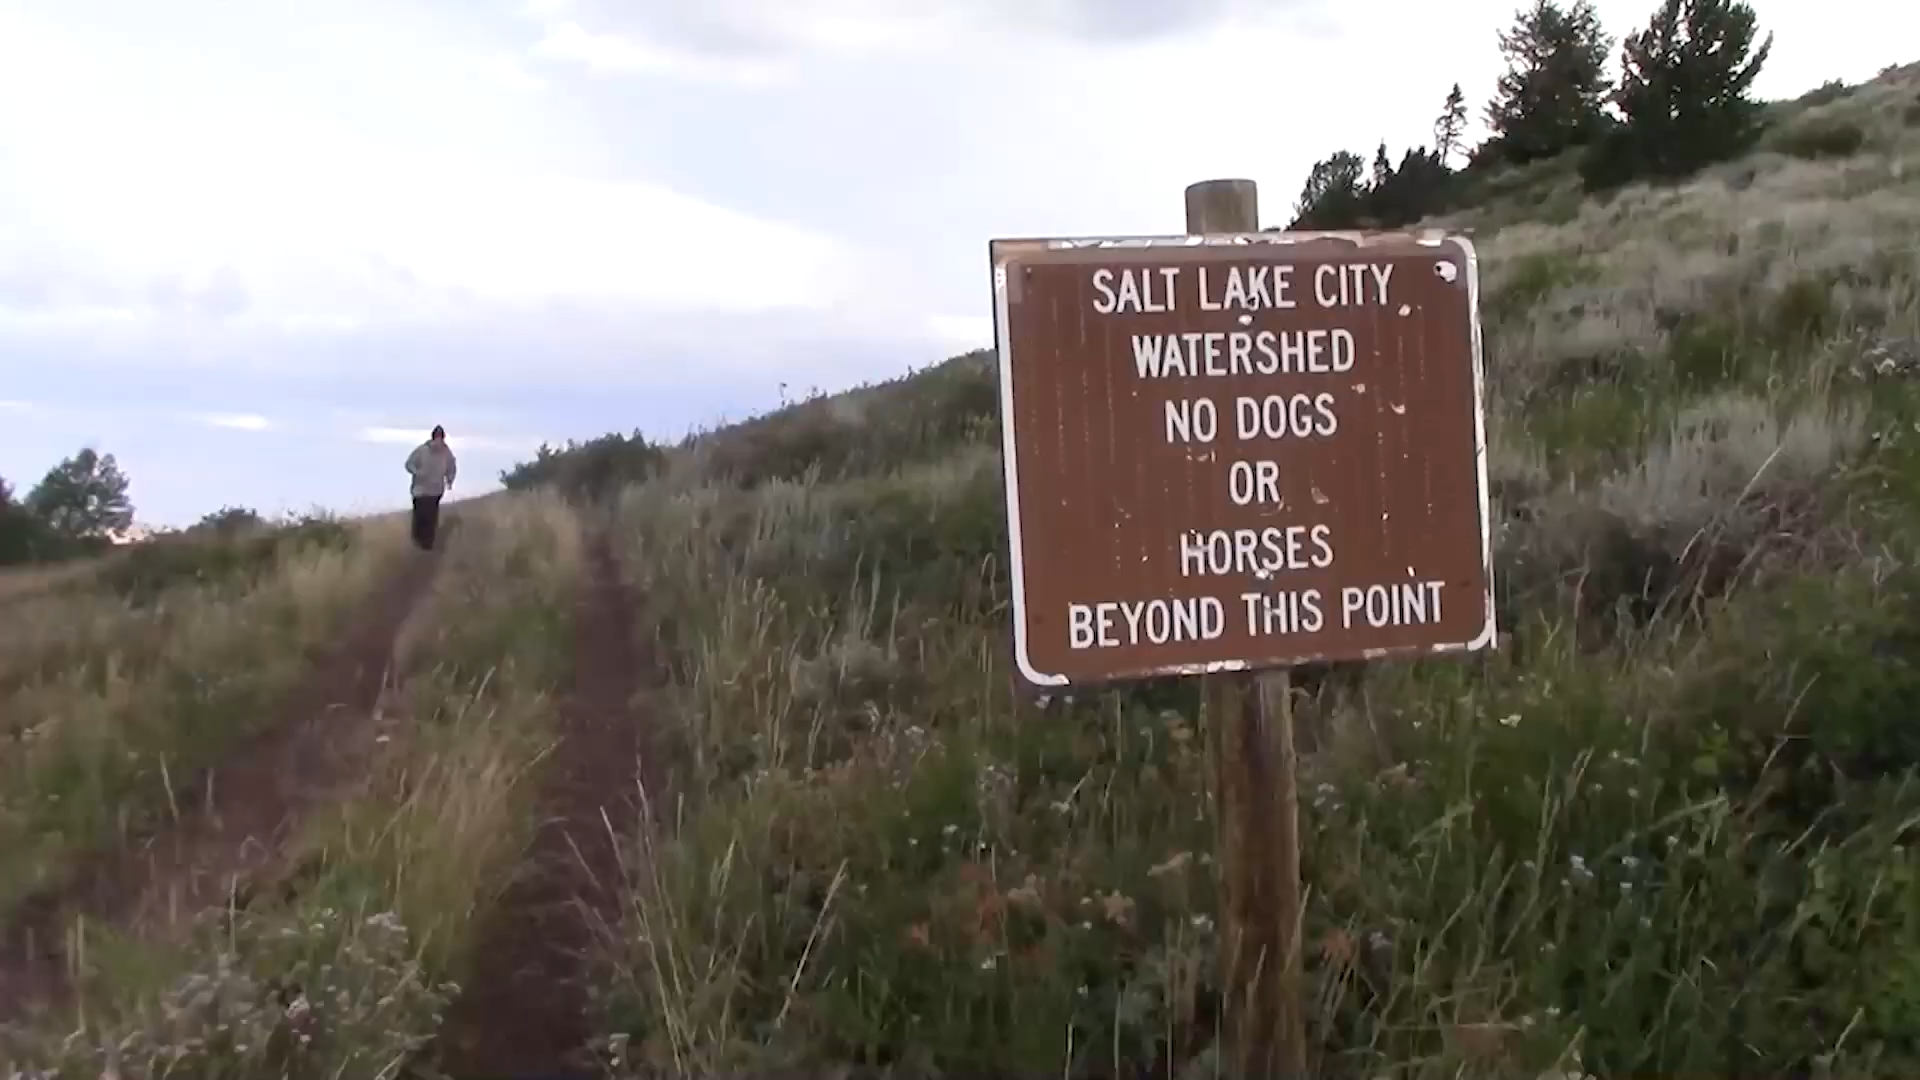 SALT LAKE CITY
WATERSHED
NO DOGS
OR
HORSES
BEYOND THIS POINT